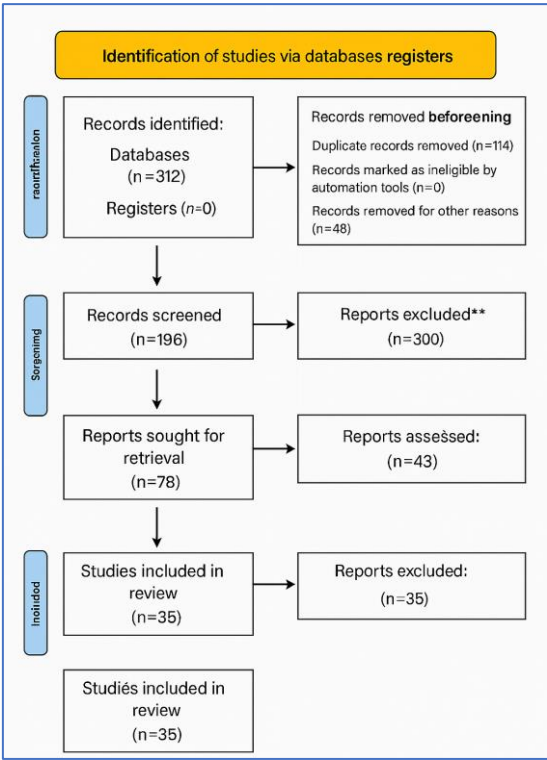 Identification of studies via databases registers
Records identified:
Databases
(n=312)
Registers (n=0)
Records removed beforeening
Duplicate records removed (n=114)
Records marked as ineligible by
automation tools (n=0)
Records removed for other reasons
(n=48)
Records screened
(n=196)
Reports excluded**
(n=300)
Reports sought for
retrieval
(n=78)
Reports assessed:
(n=43)
Studies included in
review
(n=35)
Reports excluded:
(n=35)
Studiés included in
review
(n=35)